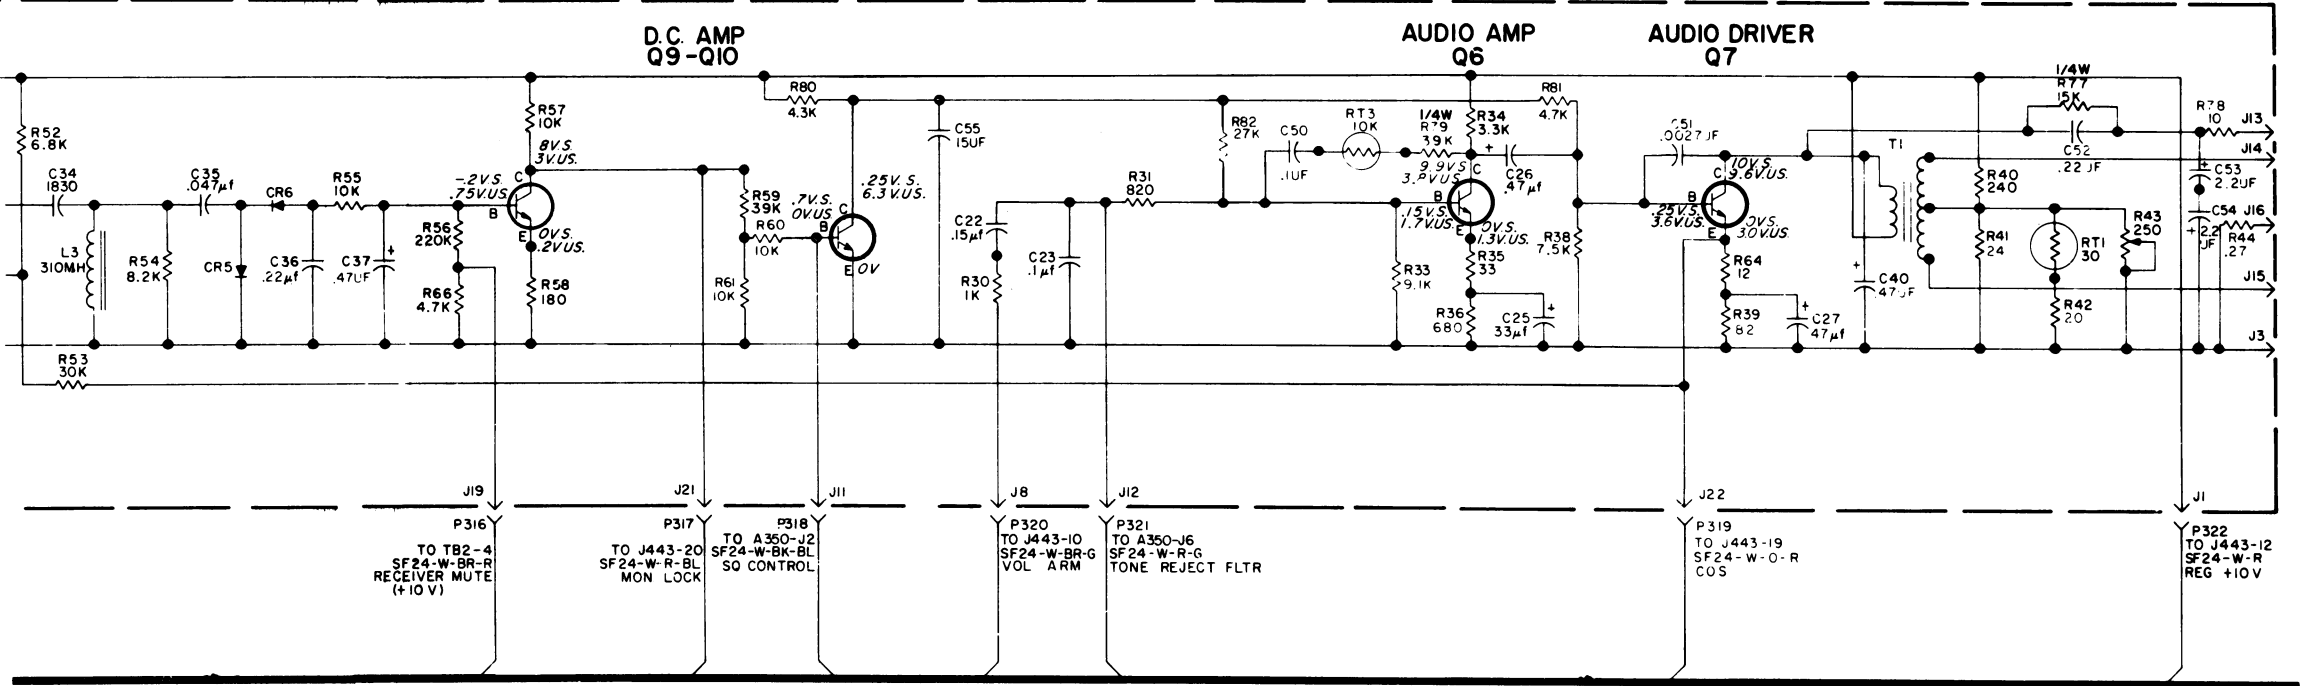 D.C. AMP
Q9-Q10
AUDIO AMP
Q6
AUDIO DRIVER
Q7
R52
6.8K
C34
1830
L3
310MH
R53
30K
R54
8.2K
C35
.047µf
CR5
CR6
C36
.22µf
R55
10K
C37
.47UF
+
R56
220K
R66
4.7K
R57
10K
8V.S.
3V.US.
-.2V.S.
.75V.US.
C
B
E
0V.S.
.2V.US.
R58
180
R59
39K
R60
10K
R61
10K
R80
4.3K
.7V.S.
0V.US.
.25V.S.
6.3V.US.
C
B
E
0V
C55
15UF
C22
.15µf
R30
1K
C23
.1µf
R31
820
R82
27K
C50
.1UF
RT3
10K
1/4W
R79
39K
R34
3.3K
9.9V.S
+
C26
.47µf
C
B
E
.15V.S.
1.7V.US.
0V.S.
1.3V.US.
R33
9.1K
R35
33
R36
680
C25
33µf
+
R81
4.7K
R38
7.5K
C51
.0027UF
10V.S.
9.6V.US.
C
B
E
.25V.S.
3.6V.US.
0V.S.
3.0V.US.
R64
12
R39
82
+
C27
47µf
+
C40
.47UF
T1
R40
240
R41
24
RT1
30
R42
20
R43
250
1/4W
R77
15K
C52
.22UF
R78
10
+
C53
2.2UF
C54
+
2.2
UF
R44
.27
J13
J14
J16
J15
J3
J19
J21
J11
J8
J12
J22
J1
P316
TO TB2-4
SF24-W-BR-R
RECEIVER MUTE
(+10V)
P317
TO J443-20
SF24-W-R-BL
MON LOCK
P318
TO A350-J2
SF24-W-BK-BL
SQ CONTROL
P320
TO J443-10
SF24-W-BR-G
VOL ARM
P321
TO A350-J6
SF24-W-R-G
TONE REJECT FLTR
P319
TO J443-19
SF24-W-O-R
COS
P322
TO J443-12
SF24-W-R
REG +10V